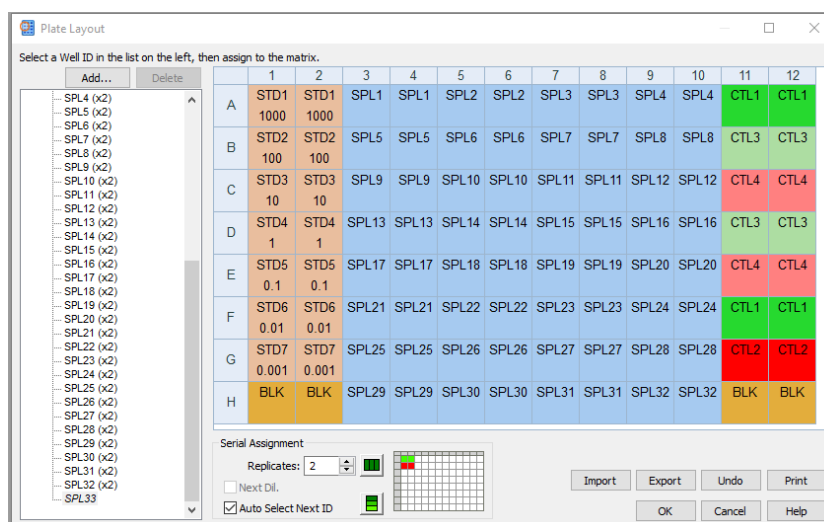 Plate Layout
Select a Well ID in the list on the left, then assign to the matrix.
Add... Delete
SPL4 (x2)
SPL5 (x2)
SPL6 (x2)
SPL7 (x2)
SPL8 (x2)
SPL9 (x2)
SPL10 (x2)
SPL11 (x2)
SPL12 (x2)
SPL13 (x2)
SPL14 (x2)
SPL15 (x2)
SPL16 (x2)
SPL17 (x2)
SPL18 (x2)
SPL19 (x2)
SPL20 (x2)
SPL21 (x2)
SPL22 (x2)
SPL23 (x2)
SPL24 (x2)
SPL25 (x2)
SPL26 (x2)
SPL27 (x2)
SPL28 (x2)
SPL29 (x2)
SPL30 (x2)
SPL31 (x2)
SPL32 (x2)
SPL33
1 2 3 4 5 6 7 8 9 10 11 12
A STD1 STD1 SPL1 SPL1 SPL2 SPL2 SPL3 SPL3 SPL4 SPL4 CTL1 CTL1
1000 1000
B STD2 STD2 SPL5 SPL5 SPL6 SPL6 SPL7 SPL7 SPL8 SPL8 CTL3 CTL3
100 100
C STD3 STD3 SPL9 SPL9 SPL10 SPL10 SPL11 SPL11 SPL12 SPL12 CTL4 CTL4
10 10
D STD4 STD4 SPL13 SPL13 SPL14 SPL14 SPL15 SPL15 SPL16 SPL16 CTL3 CTL3
1 1
E STD5 STD5 SPL17 SPL17 SPL18 SPL18 SPL19 SPL19 SPL20 SPL20 CTL4 CTL4
0.1 0.1
F STD6 STD6 SPL21 SPL21 SPL22 SPL22 SPL23 SPL23 SPL24 SPL24 CTL1 CTL1
0.01 0.01
G STD7 STD7 SPL25 SPL25 SPL26 SPL26 SPL27 SPL27 SPL28 SPL28 CTL2 CTL2
0.001 0.001
H BLK BLK SPL29 SPL29 SPL30 SPL30 SPL31 SPL31 SPL32 SPL32 BLK BLK
Serial Assignment
Replicates: 2
Next Dil.
Auto Select Next ID
Import Export Undo Print
OK Cancel Help